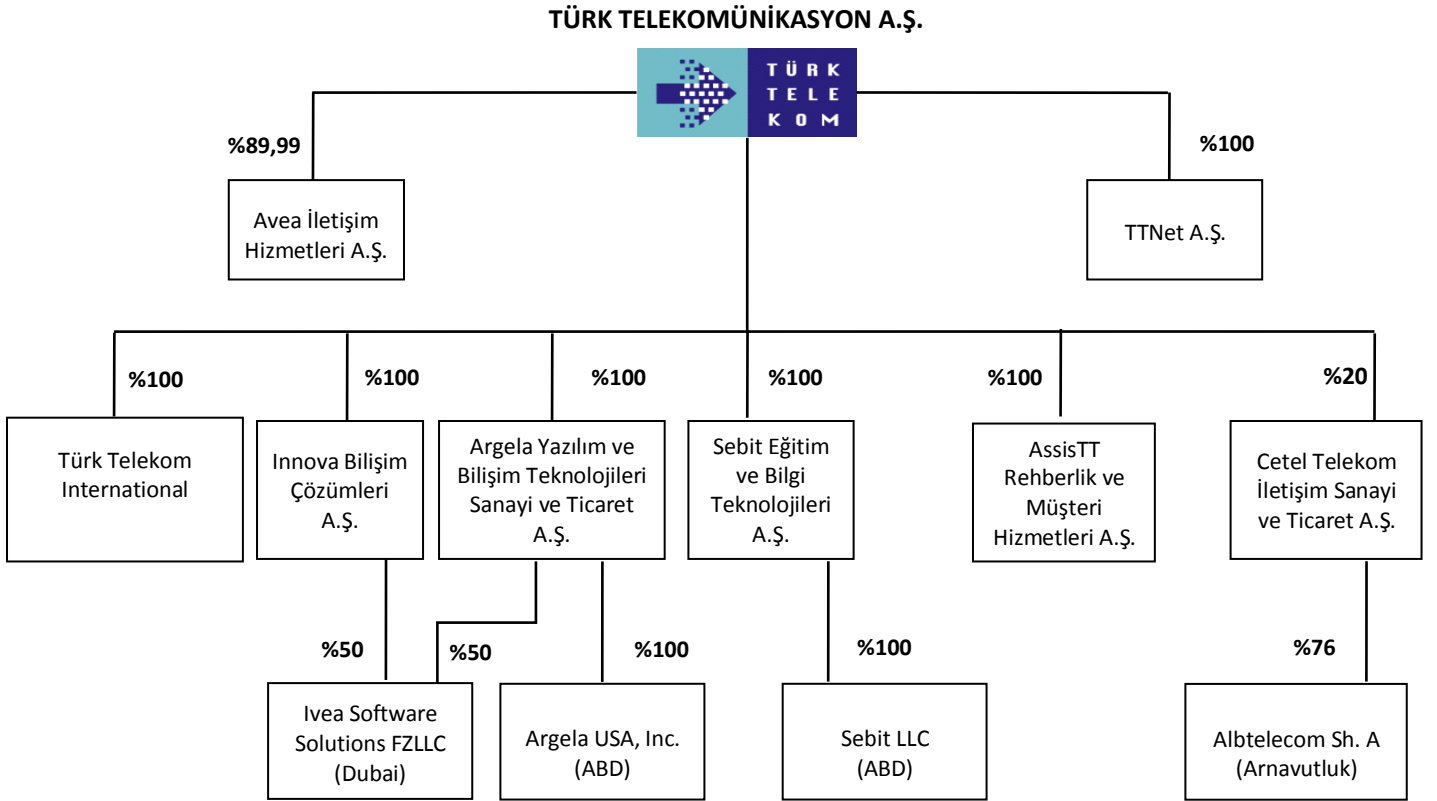 TÜRK TELEKOMÜNİKASYON A.Ş.
TÜRK
TELE
KOM
%89,99
%100
Avea İletişim
Hizmetleri A.Ş.
TTNet A.Ş.
%100
%100
%100
%100
%100
%20
Türk Telekom
International
Innova Bilişim
Çözümleri
A.Ş.
Argela Yazılım ve
Bilişim Teknolojileri
Sanayi ve Ticaret
A.Ş.
Sebit Eğitim
ve Bilgi
Teknolojileri
A.Ş.
AssisTT
Rehberlik ve
Müşteri
Hizmetleri A.Ş.
Cetel Telekom
İletişim Sanayi
ve Ticaret A.Ş.
%50
%50
%100
%100
%76
Ivea Software
Solutions FZLLC
(Dubai)
Argela USA, Inc.
(ABD)
Sebit LLC
(ABD)
Albtelecom Sh. A
(Arnavutluk)